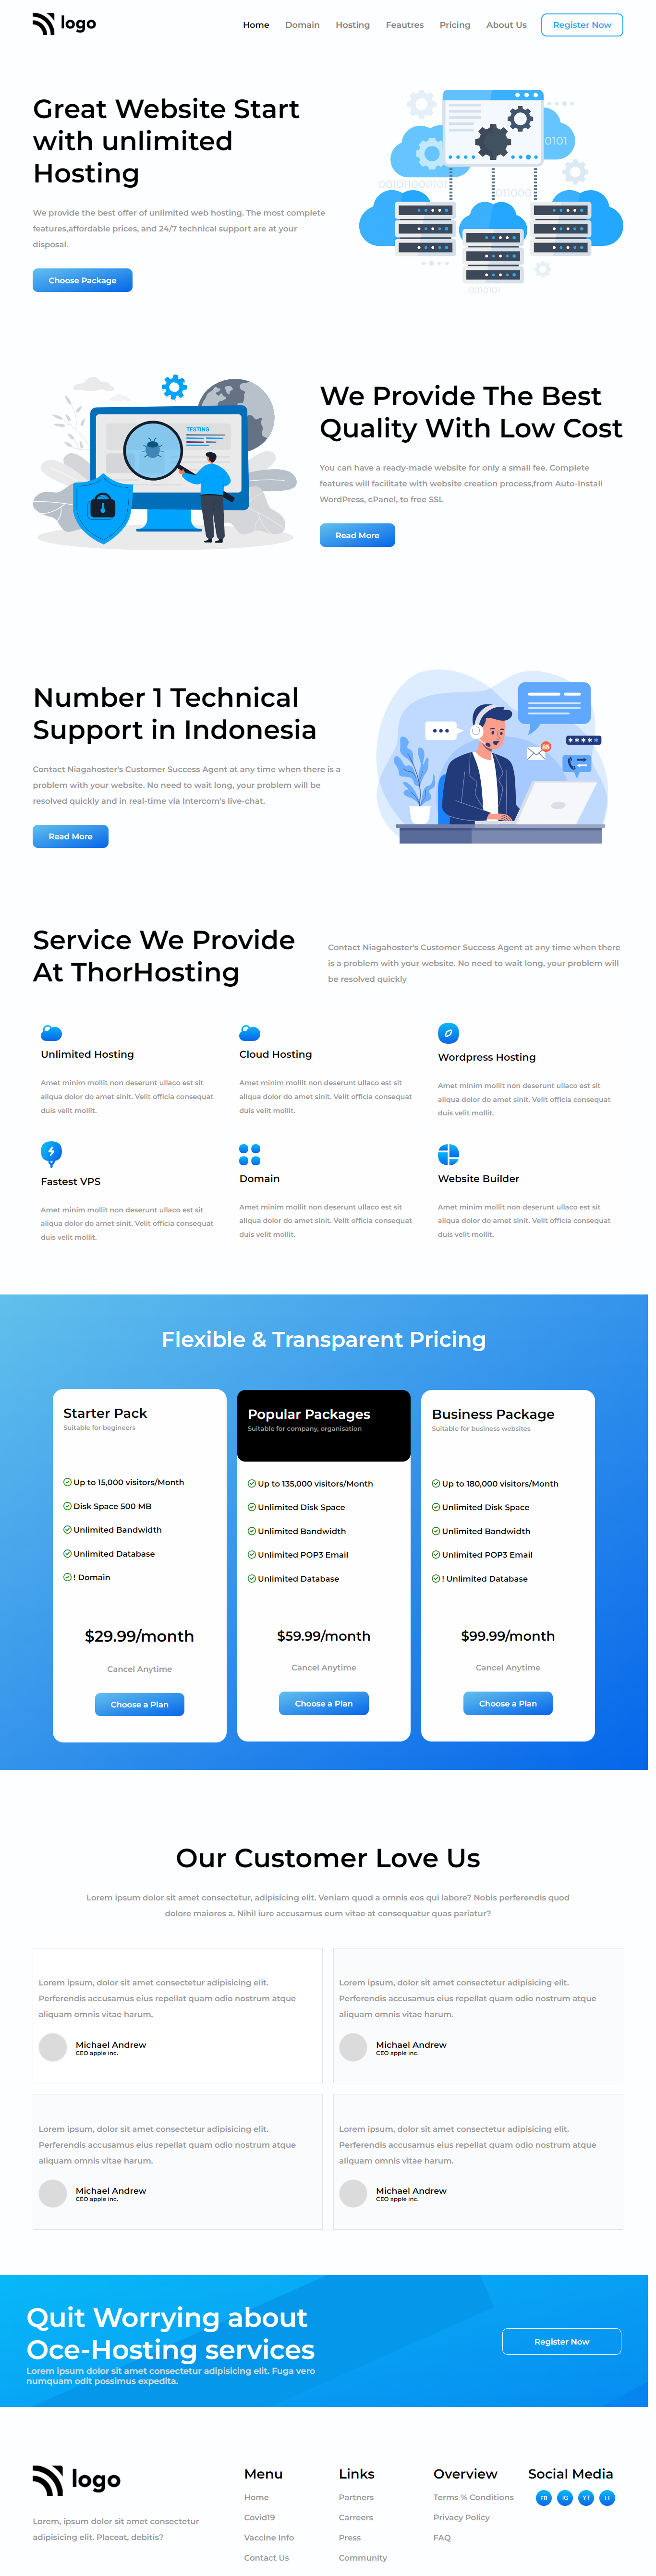 logo
Home Domain Hosting Feautres Pricing About Us Register Now
Great Website Start
with unlimited
Hosting
We provide the best offer of unlimited web hosting. The most complete
features,affordable prices, and 24/7 technical support are at your
disposal.
Choose Package
0101
001011000101
011000
0010101
TESTING
We Provide The Best
Quality With Low Cost
You can have a ready-made website for only a small fee. Complete
features will facilitate with website creation process,from Auto-Install
WordPress, cPanel, to free SSL
Read More
Number 1 Technical
Support in Indonesia
Contact Niagahoster's Customer Success Agent at any time when there is a
problem with your website. No need to wait long, your problem will be
resolved quickly and in real-time via Intercom's live-chat.
Read More
Service We Provide
At ThorHosting
Contact Niagahoster's Customer Success Agent at any time when there
is a problem with your website. No need to wait long, your problem will
be resolved quickly
Unlimited Hosting
Amet minim mollit non deserunt ullaco est sit
aliqua dolor do amet sinit. Velit officia consequat
duis velit mollit.
Cloud Hosting
Amet minim mollit non deserunt ullaco est sit
aliqua dolor do amet sinit. Velit officia consequat
duis velit mollit.
Wordpress Hosting
Amet minim mollit non deserunt ullaco est sit
aliqua dolor do amet sinit. Velit officia consequat
duis velit mollit.
Fastest VPS
Amet minim mollit non deserunt ullaco est sit
aliqua dolor do amet sinit. Velit officia consequat
duis velit mollit.
Domain
Amet minim mollit non deserunt ullaco est sit
aliqua dolor do amet sinit. Velit officia consequat
duis velit mollit.
Website Builder
Amet minim mollit non deserunt ullaco est sit
aliqua dolor do amet sinit. Velit officia consequat
duis velit mollit.
Flexible & Transparent Pricing
Starter Pack
Suitable for begineers
Up to 15,000 visitors/Month
Disk Space 500 MB
Unlimited Bandwidth
Unlimited Database
! Domain
$29.99/month
Cancel Anytime
Choose a Plan
Popular Packages
Suitable for company, organisation
Up to 135,000 visitors/Month
Unlimited Disk Space
Unlimited Bandwidth
Unlimited POP3 Email
Unlimited Database
$59.99/month
Cancel Anytime
Choose a Plan
Business Package
Suitable for business websites
Up to 180,000 visitors/Month
Unlimited Disk Space
Unlimited Bandwidth
Unlimited POP3 Email
! Unlimited Database
$99.99/month
Cancel Anytime
Choose a Plan
Our Customer Love Us
Lorem ipsum dolor sit amet consectetur, adipisicing elit. Veniam quod a omnis eos qui labore? Nobis perferendis quod
dolore maiores a. Nihil iure accusamus eum vitae at consequatur quas pariatur?
Lorem ipsum, dolor sit amet consectetur adipisicing elit.
Perferendis accusamus eius repellat quam odio nostrum atque
aliquam omnis vitae harum.
Michael Andrew
CEO apple inc.
Lorem ipsum, dolor sit amet consectetur adipisicing elit.
Perferendis accusamus eius repellat quam odio nostrum atque
aliquam omnis vitae harum.
Michael Andrew
CEO apple inc.
Lorem ipsum, dolor sit amet consectetur adipisicing elit.
Perferendis accusamus eius repellat quam odio nostrum atque
aliquam omnis vitae harum.
Michael Andrew
CEO apple inc.
Lorem ipsum, dolor sit amet consectetur adipisicing elit.
Perferendis accusamus eius repellat quam odio nostrum atque
aliquam omnis vitae harum.
Michael Andrew
CEO apple inc.
Quit Worrying about
Oce-Hosting services
Lorem ipsum dolor sit amet consectetur adipisicing elit. Fuga vero
numquam odit possimus expedita.
Register Now
logo
Lorem, ipsum dolor sit amet consectetur
adipisicing elit. Placeat, debitis?
Menu
Home
Covid19
Vaccine Info
Contact Us
Links
Partners
Carreers
Press
Community
Overview
Terms % Conditions
Privacy Policy
FAQ
Social Media
FB IG YT LI